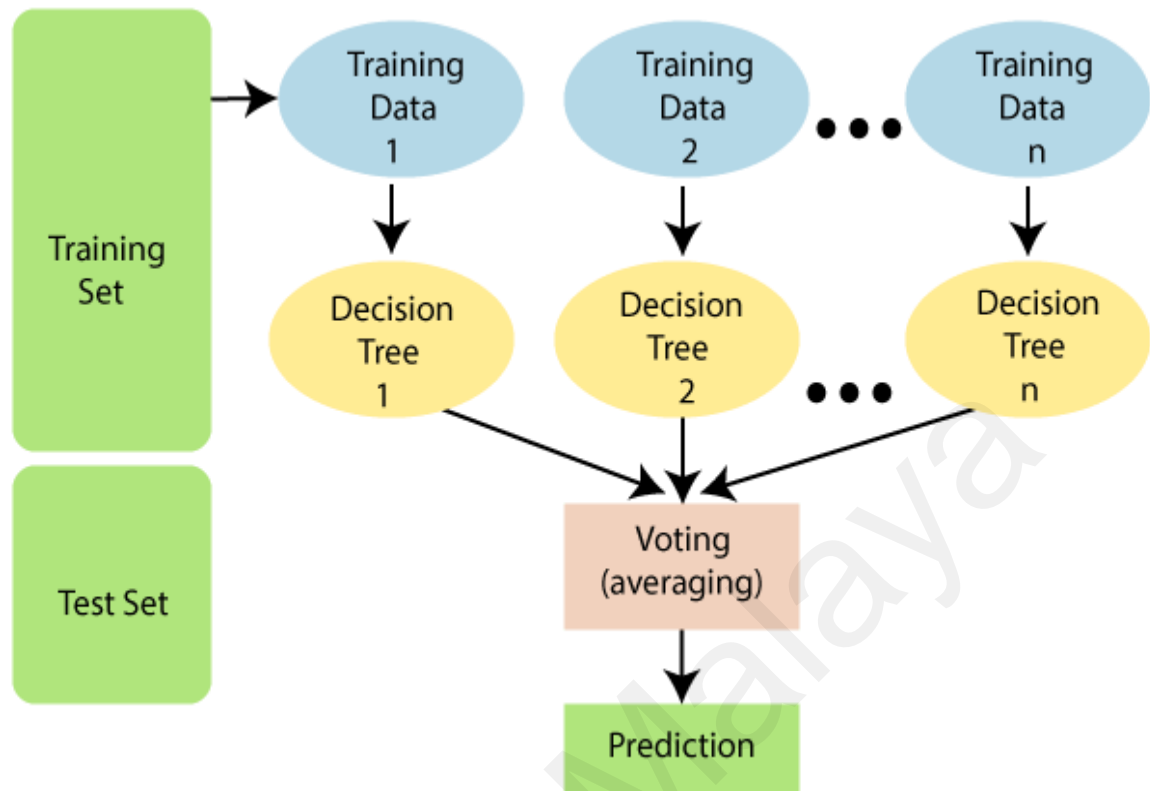 Training
Set
Test Set
Training
Data
1
Training
Data
2
Training
Data
n
Decision
Tree
1
Decision
Tree
2
Decision
Tree
n
Voting
(averaging)
Prediction
Malaya